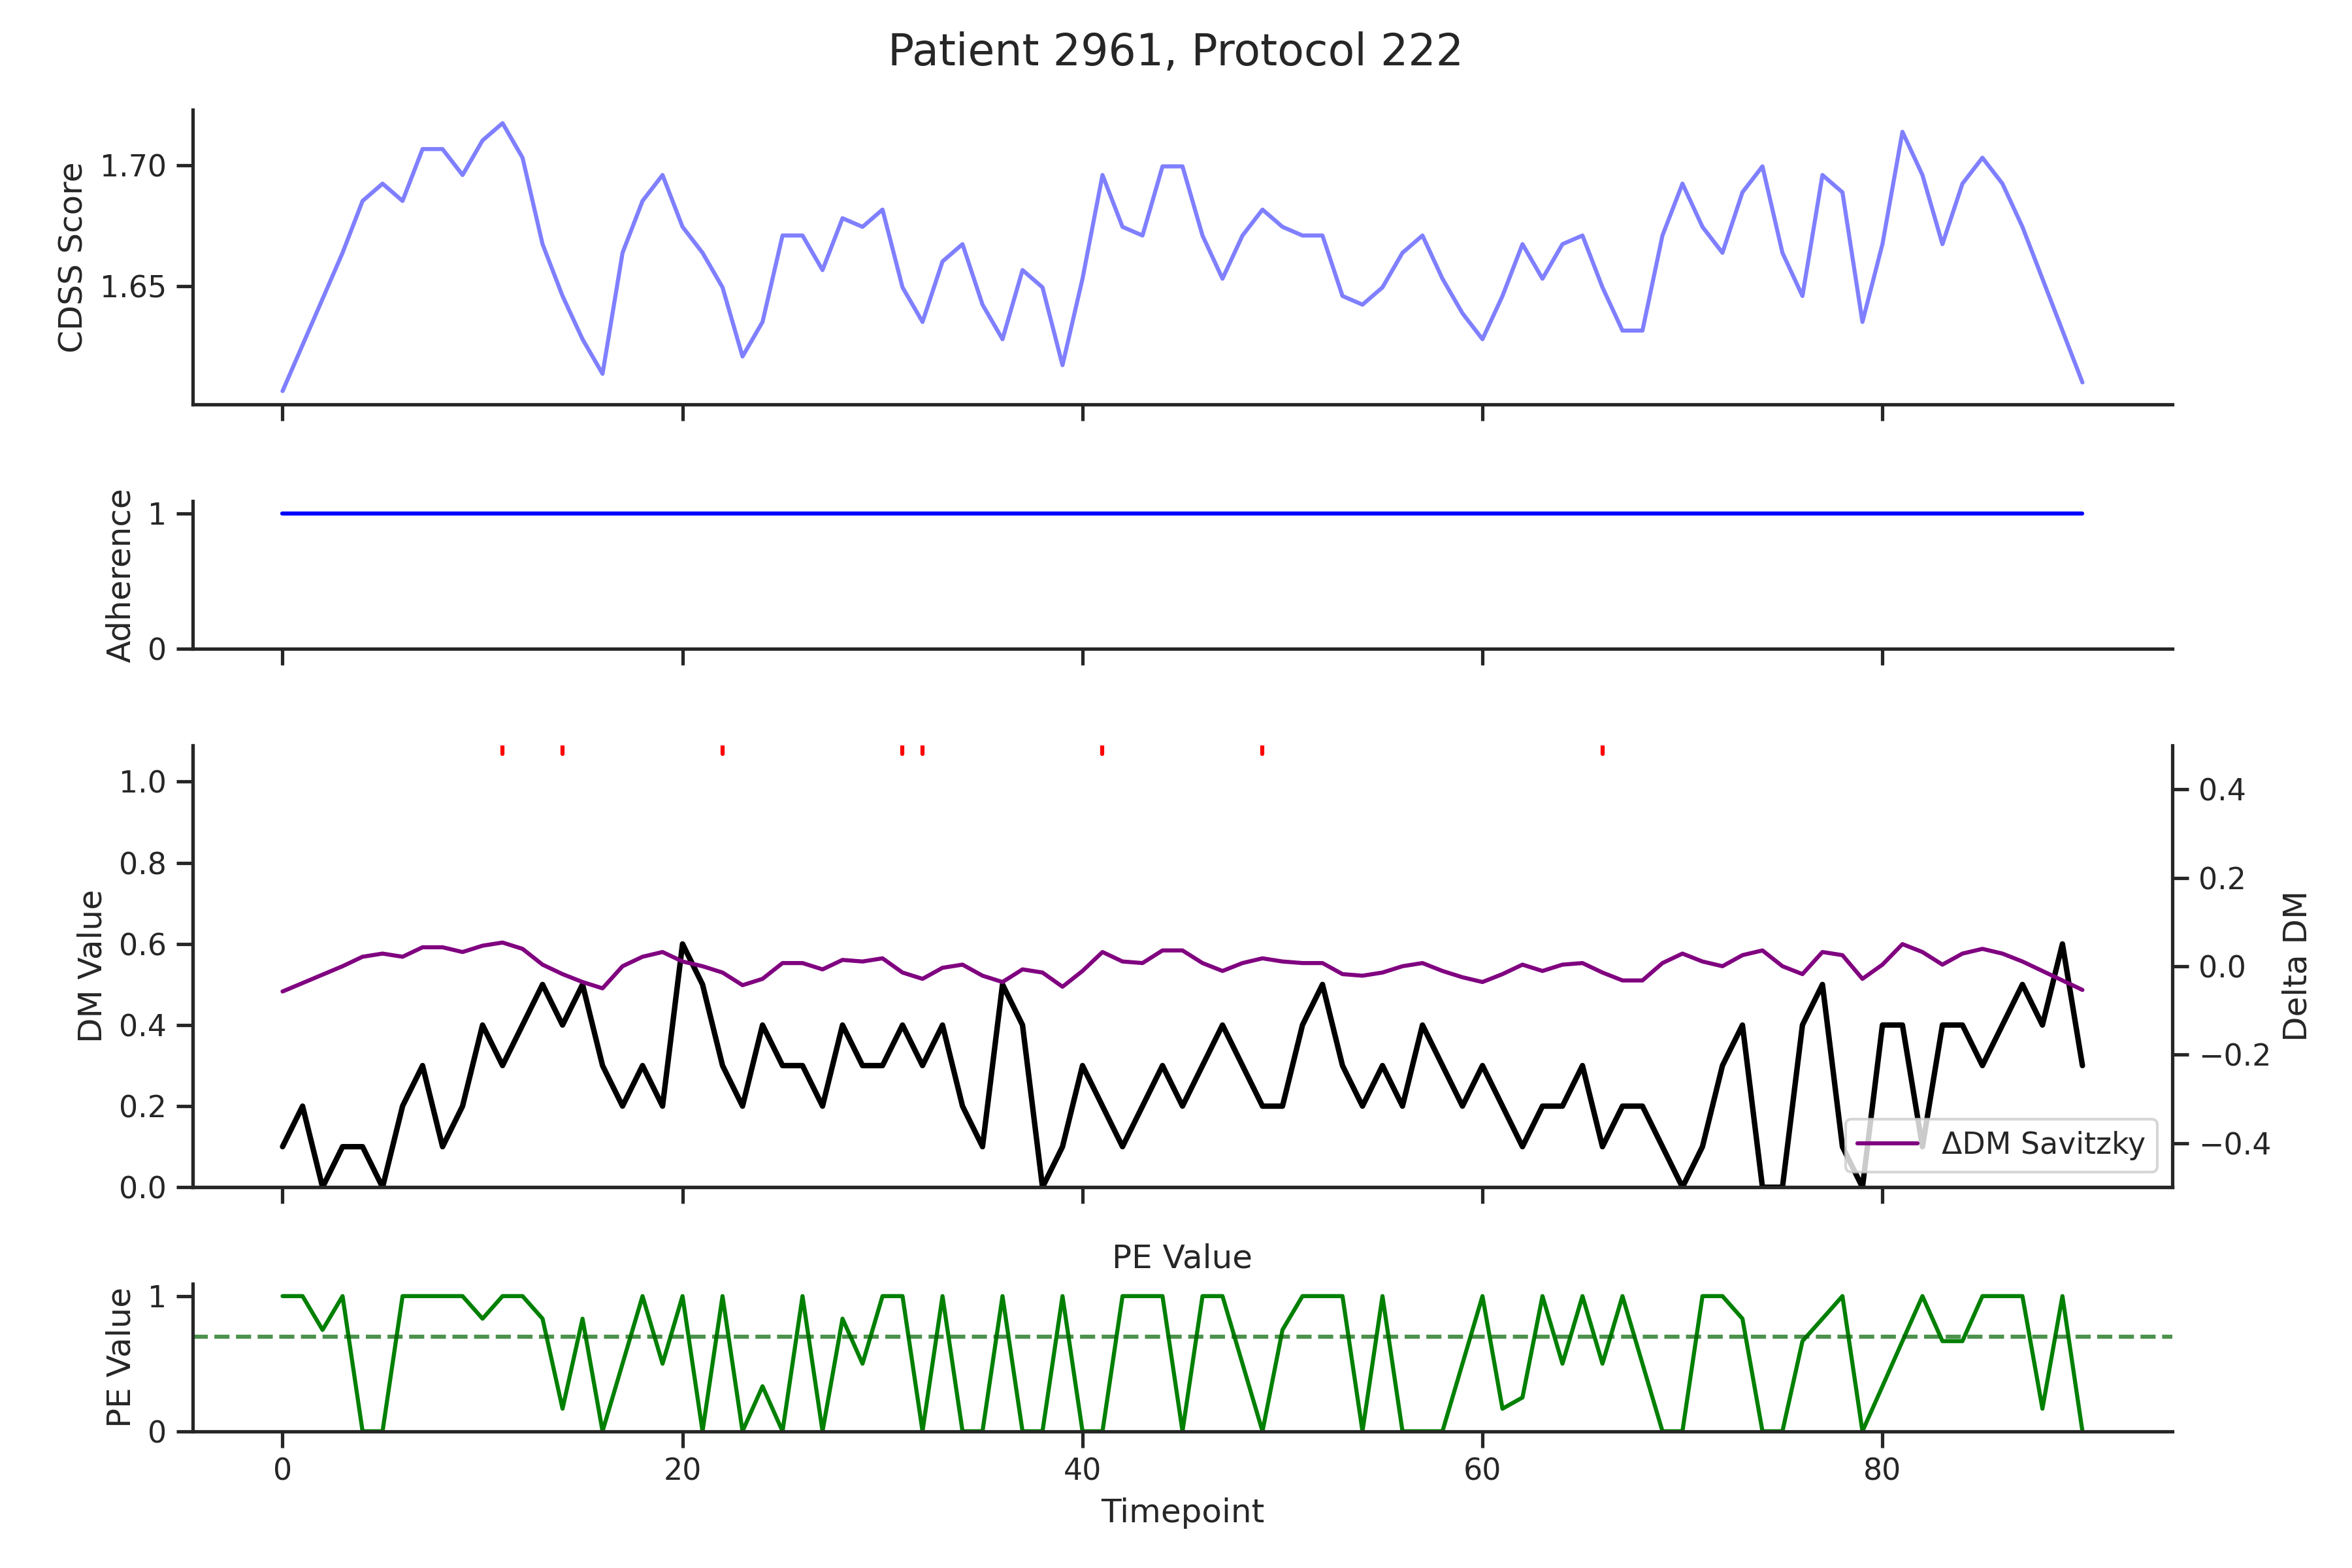 Patient 2961, Protocol 222
CDSS Score
1.70
1.65
Adherence
1
0
DM Value
1.0
0.8
0.6
0.4
0.2
0.0
0.4
0.2
0.0
−0.2
−0.4
Delta DM
ΔDM Savitzky
PE Value
PE Value
1
0
0 20 40 60 80
Timepoint